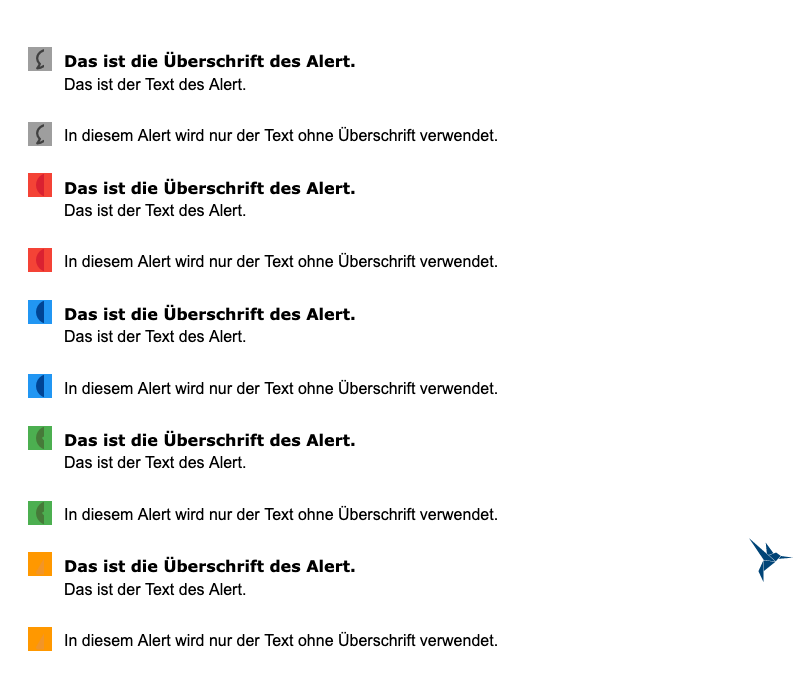 Das ist die Überschrift des Alert.
Das ist der Text des Alert.
In diesem Alert wird nur der Text ohne Überschrift verwendet.
Das ist die Überschrift des Alert.
Das ist der Text des Alert.
In diesem Alert wird nur der Text ohne Überschrift verwendet.
Das ist die Überschrift des Alert.
Das ist der Text des Alert.
In diesem Alert wird nur der Text ohne Überschrift verwendet.
Das ist die Überschrift des Alert.
Das ist der Text des Alert.
In diesem Alert wird nur der Text ohne Überschrift verwendet.
Das ist die Überschrift des Alert.
Das ist der Text des Alert.
In diesem Alert wird nur der Text ohne Überschrift verwendet.